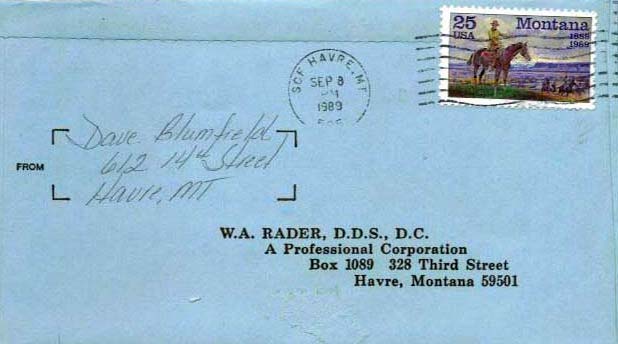 25
USA
Montana
1889
1989
SCF HAVRE, MT
SEP 8
PM
1989
FROM
Dave Blumfield
612 14th Street
Havre, MT
W.A. RADER, D.D.S., D.C.
A Professional Corporation
Box 1089 328 Third Street
Havre, Montana 59501